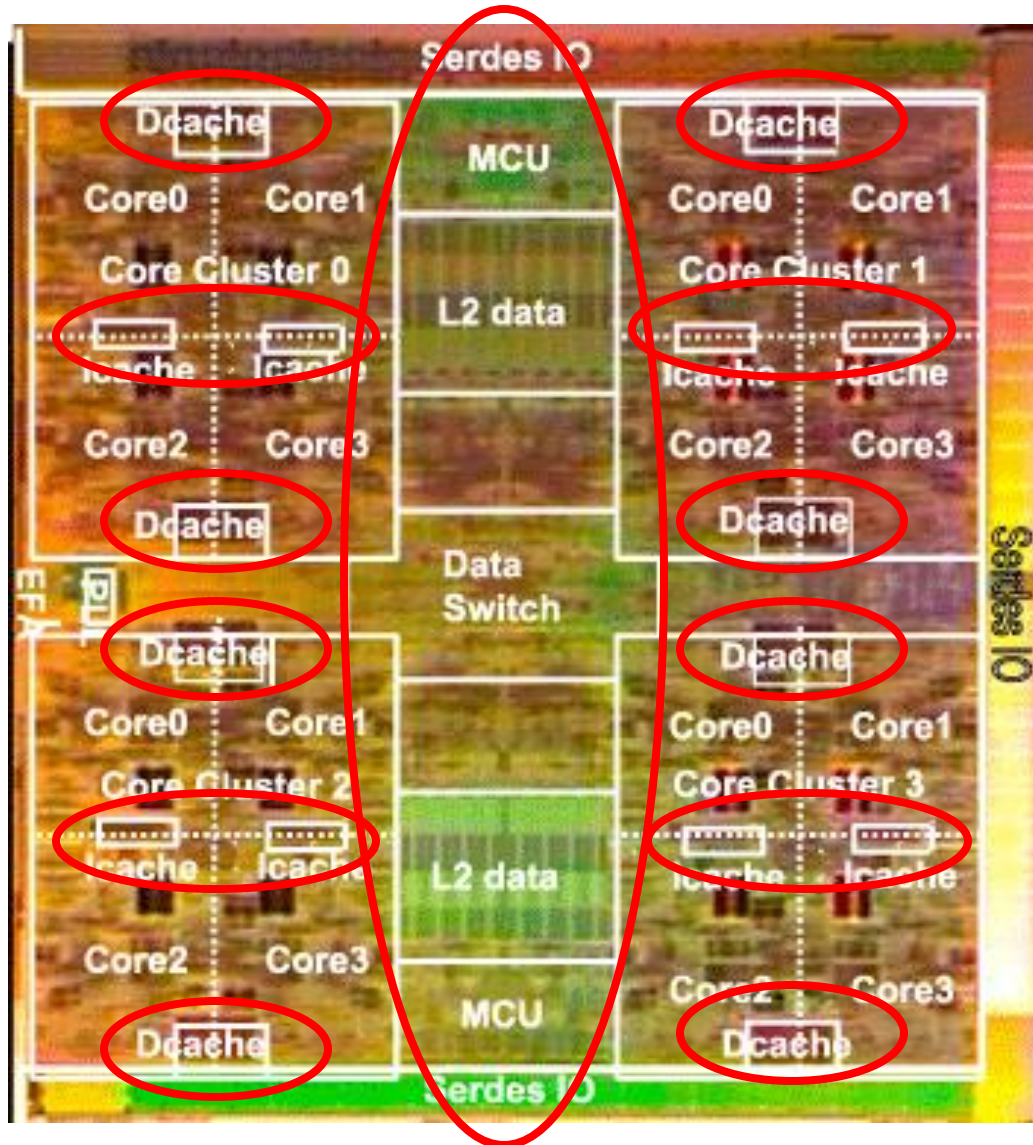 Serdes IO
Dcache
MCU
Dcache
Core0
Core1
Core0
Core1
Core Cluster 0
Core Cluster 1
L2 data
Icache
Icache
Icache
Icache
Core2
Core3
Core2
Core3
Dcache
Dcache
Data
Switch
EFA
PLL
Serdes IO
Dcache
Dcache
Core0
Core1
Core0
Core1
Core Cluster 2
Core Cluster 3
Icache
Icache
L2 data
Icache
Icache
Core2
Core3
Core2
Core3
MCU
Dcache
Dcache
Serdes IO